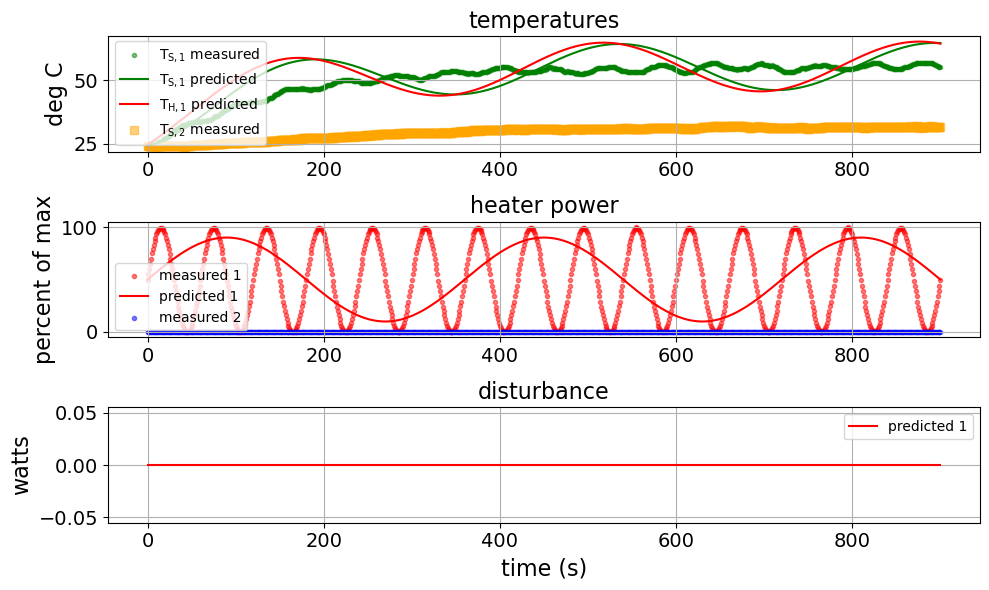 temperatures
deg C
50
25
T_S,1 measured
T_S,1 predicted
T_H,1 predicted
T_S,2 measured
0 200 400 600 800
heater power
percent of max
100
0
measured 1
predicted 1
measured 2
0 200 400 600 800
disturbance
watts
0.05
0.00
−0.05
predicted 1
0 200 400 600 800
time (s)